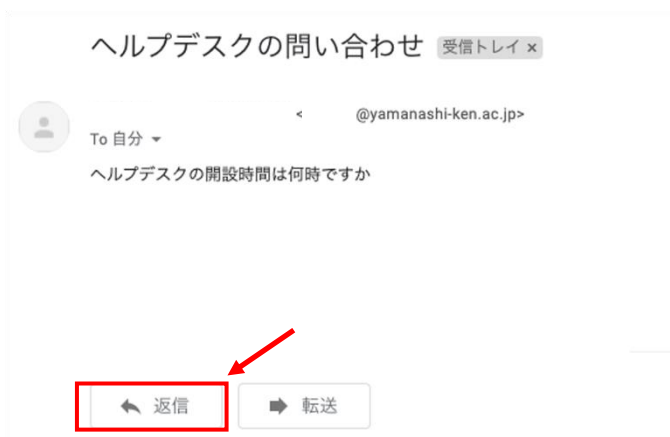 ヘルプデスクの問い合わせ 受信トレイ ×
< @yamanashi-ken.ac.jp>
To 自分
ヘルプデスクの開設時間は何時ですか
返信 転送